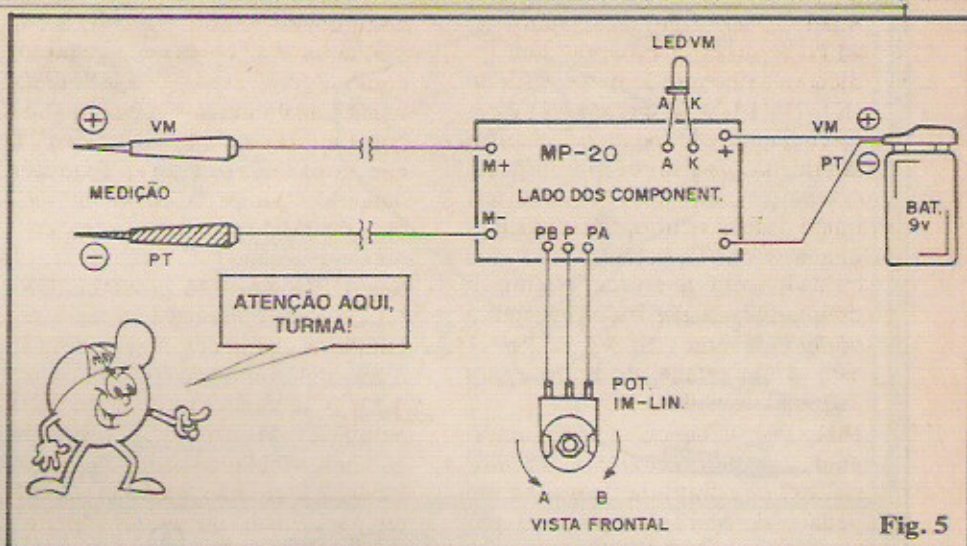 LED VM
A K
⊕ VM
M+
MP-20
A K
+
VM ⊕
PT ⊖
MEDIÇÃO
LADO DOS COMPONENT.
BAT.
9v
M-
PB P PA
-
⊖ PT
ATENÇÃO AQUI,
TURMA!
POT.
1M-LIN.
A B
VISTA FRONTAL
Fig. 5